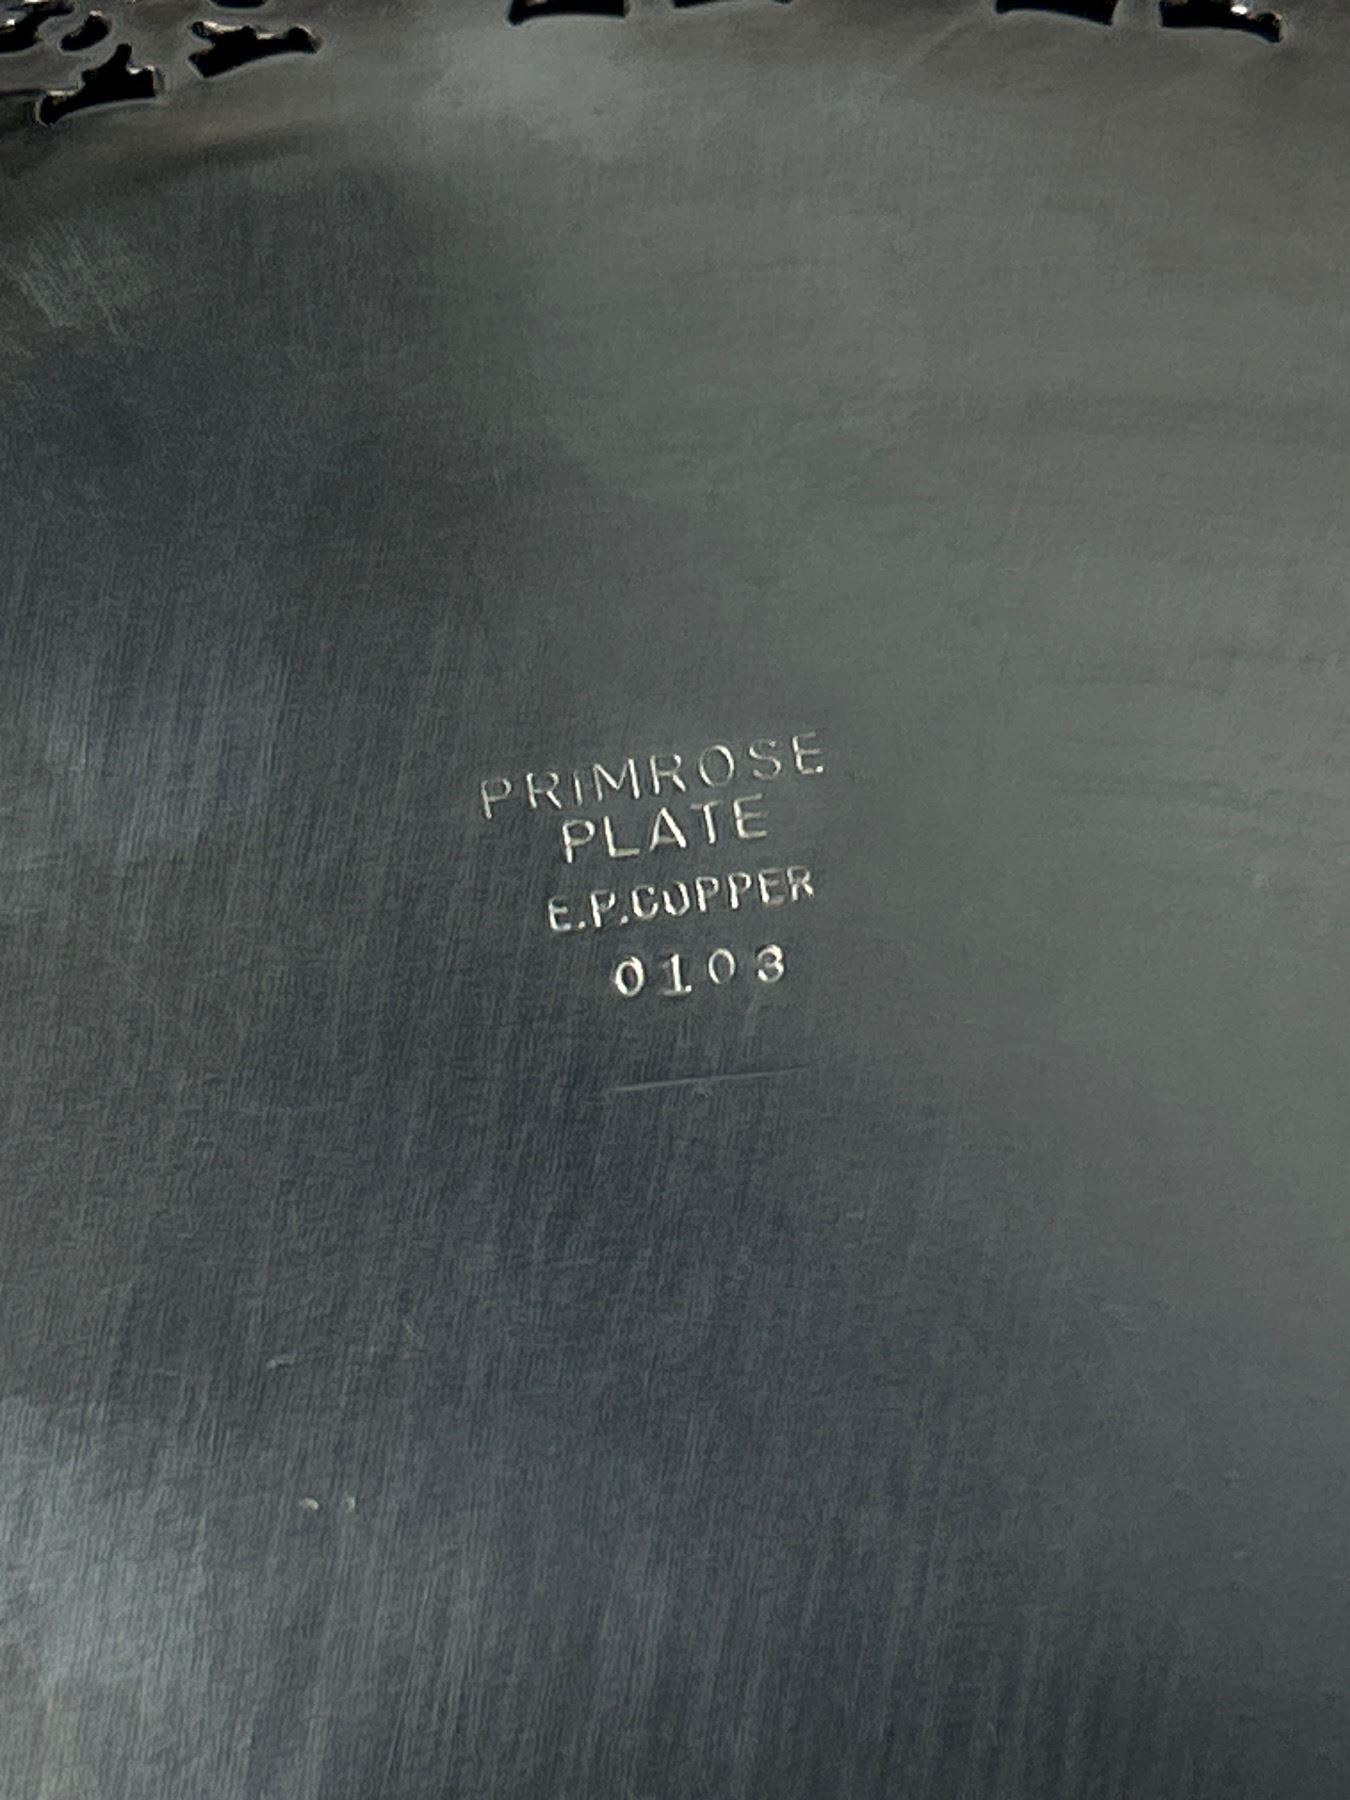 PRIMROSE
PLATE
E.P.COPPER
0103